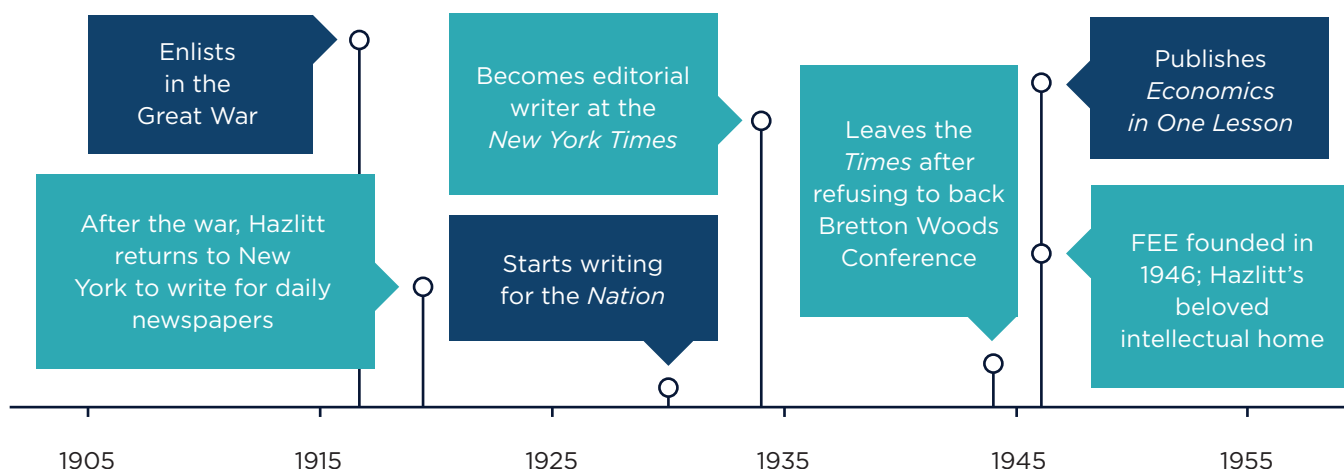 Enlists
in the
Great War
After the war, Hazlitt
returns to New
York to write for daily
newspapers
Becomes editorial
writer at the
New York Times
Starts writing
for the Nation
Leaves the
Times after
refusing to back
Bretton Woods
Conference
Publishes
Economics
in One Lesson
FEE founded in
1946; Hazlitt’s
beloved
intellectual home
1905 1915 1925 1935 1945 1955